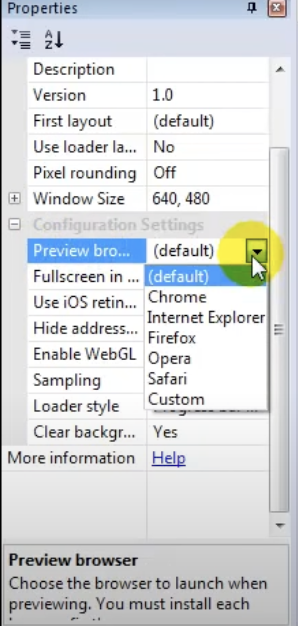 Properties
Description
Version 1.0
First layout (default)
Use loader la... No
Pixel rounding Off
Window Size 640, 480
Configuration Settings
Preview bro... (default)
Fullscreen in ... (default)
Chrome
Use iOS retin... Internet Explorer
Hide address... Firefox
Enable WebGL Opera
Sampling Safari
Loader style Custom
Clear backgr... Yes
More information Help
Preview browser
Choose the browser to launch when
previewing. You must install each